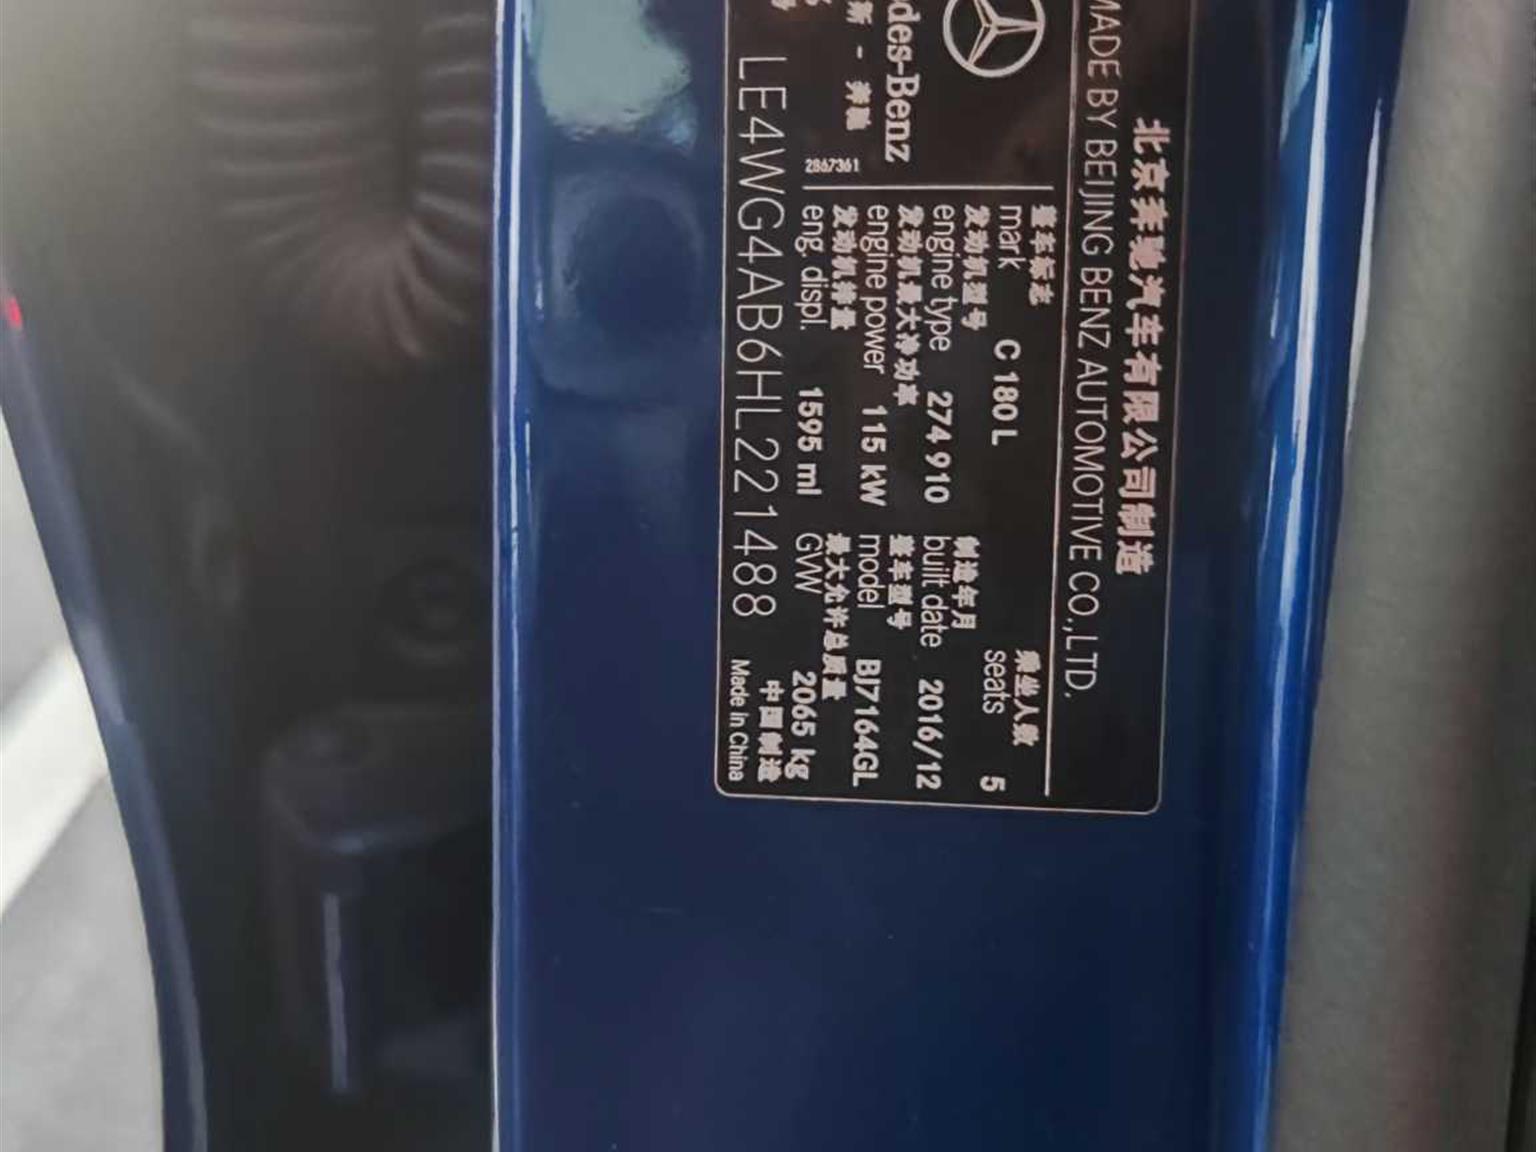 北京奔驰汽车有限公司制造
MADE BY BEIJING BENZ AUTOMOTIVE CO.,LTD.
整车标志
mark C 180 L
乘坐人数
seats 5
发动机型号
engine type 274 910
制造年月
built date 2016/12
发动机最大净功率
engine power 115 kW
整车型号
model BJ7164GL
发动机排量
eng. displ. 1595 ml
最大允许总质量
GVW 2065 kg
des-Benz
斯 - 奔驰
2867361
LE4WG4AB6HL221488
中国制造
Made in China